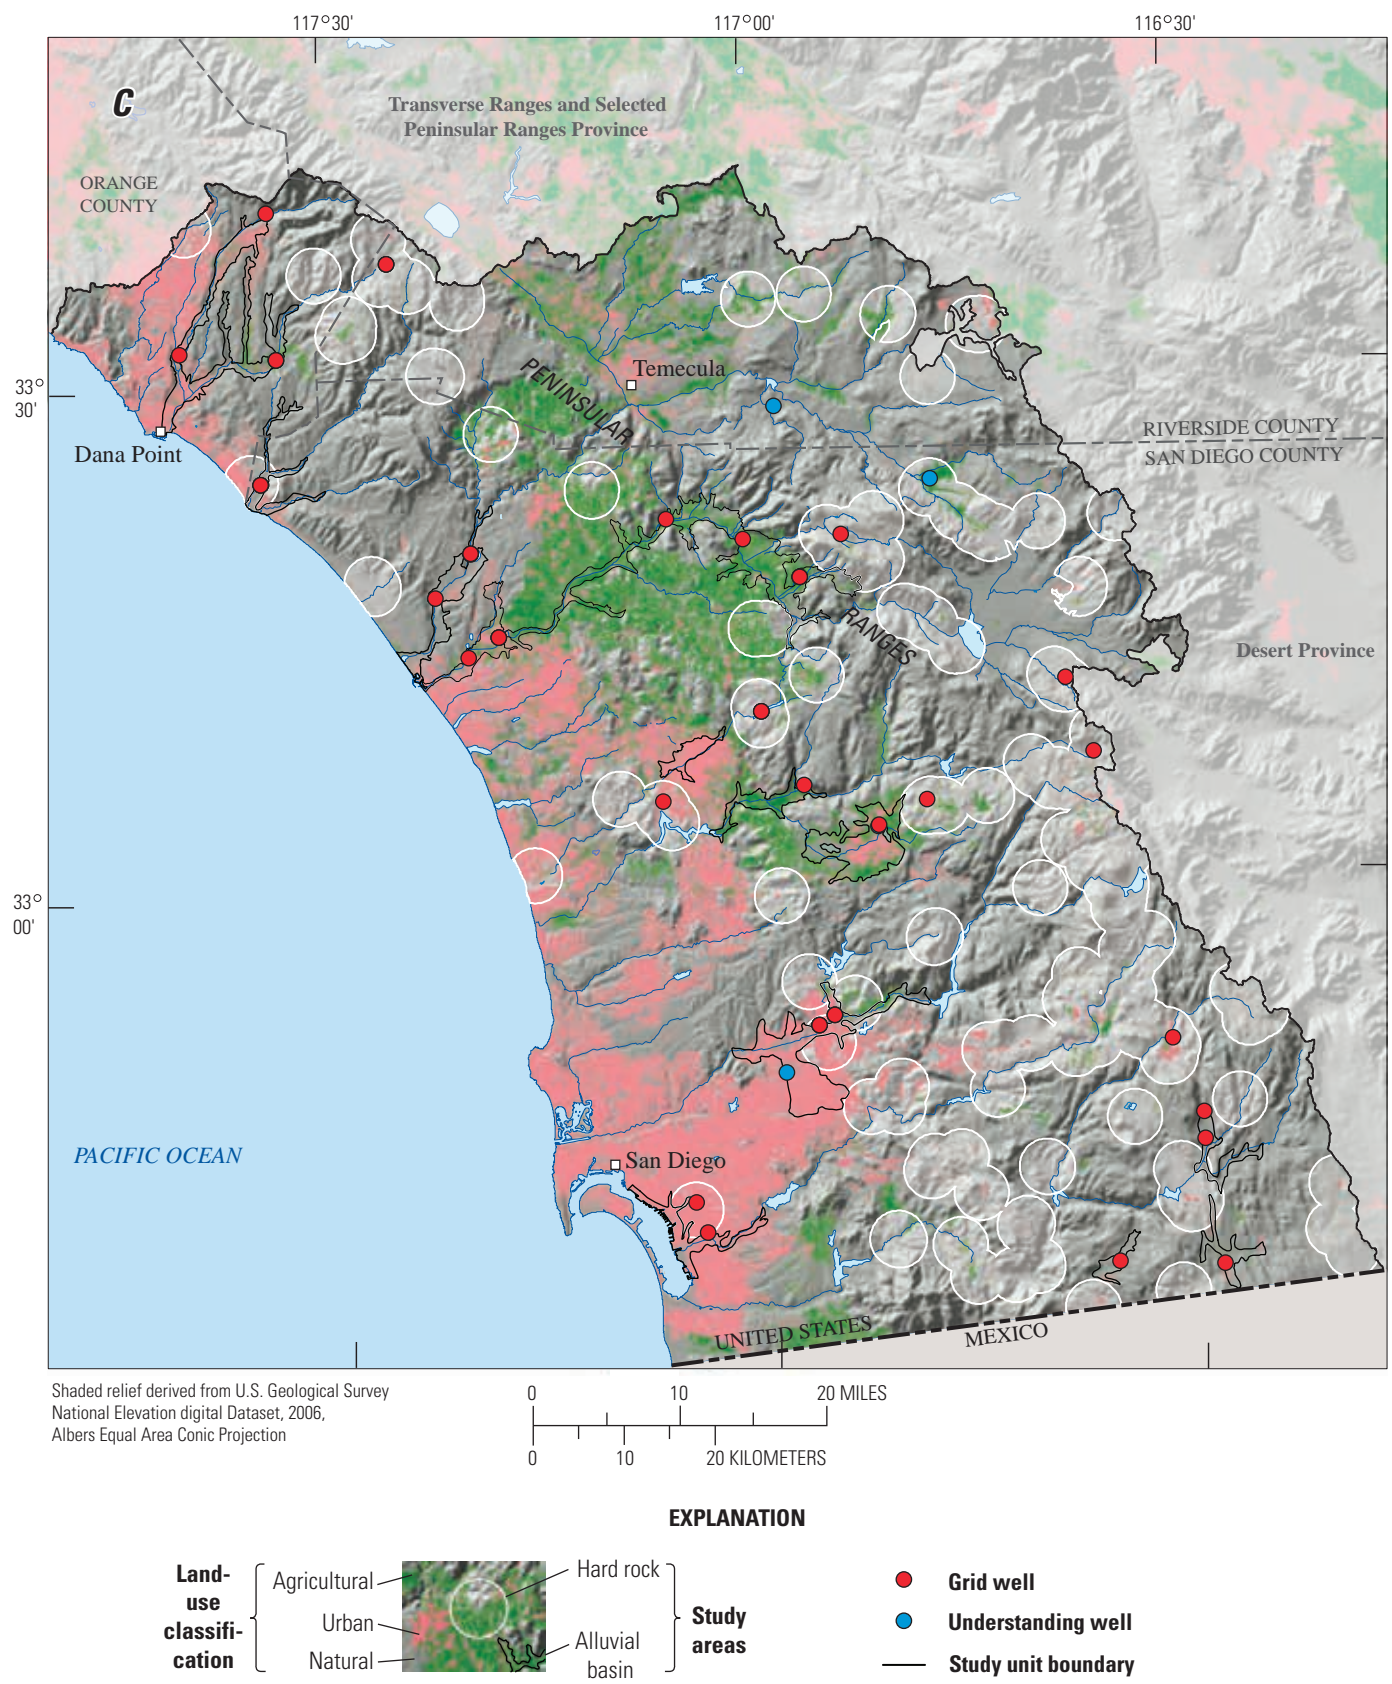 117°30'
117°00'
116°30'
C
Transverse Ranges and Selected
Peninsular Ranges Province
ORANGE
COUNTY
Temecula
PENINSULAR
33°
30'
Dana Point
RIVERSIDE COUNTY
SAN DIEGO COUNTY
RANGES
Desert Province
33°
00'
PACIFIC OCEAN
San Diego
UNITED STATES
MEXICO
Shaded relief derived from U.S. Geological Survey
National Elevation digital Dataset, 2006,
Albers Equal Area Conic Projection
0 10 20 MILES
0 10 20 KILOMETERS
EXPLANATION
Land-
use
classifi-
cation
Agricultural
Urban
Natural
Hard rock
Alluvial
basin
Study
areas
Grid well
Understanding well
Study unit boundary